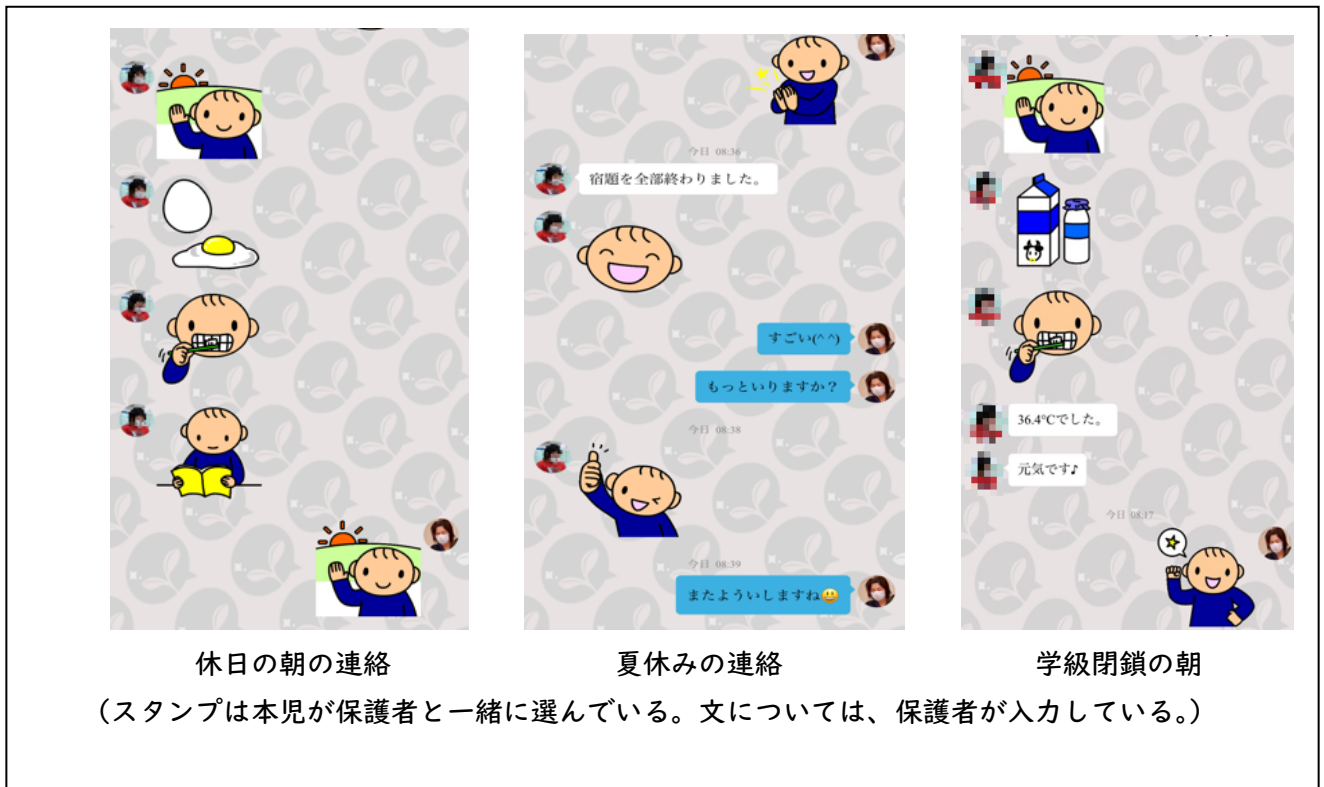 今日 08:36
宿題を全部終わりました。
すごい(^ ^)
もっといりますか？
今日 08:38
今日 08:39
またよういしますね😃
36.4℃でした。
元気です♪
今日 08:17
休日の朝の連絡
夏休みの連絡
学級閉鎖の朝
（スタンプは本児が保護者と一緒に選んでいる。文については、保護者が入力している。）